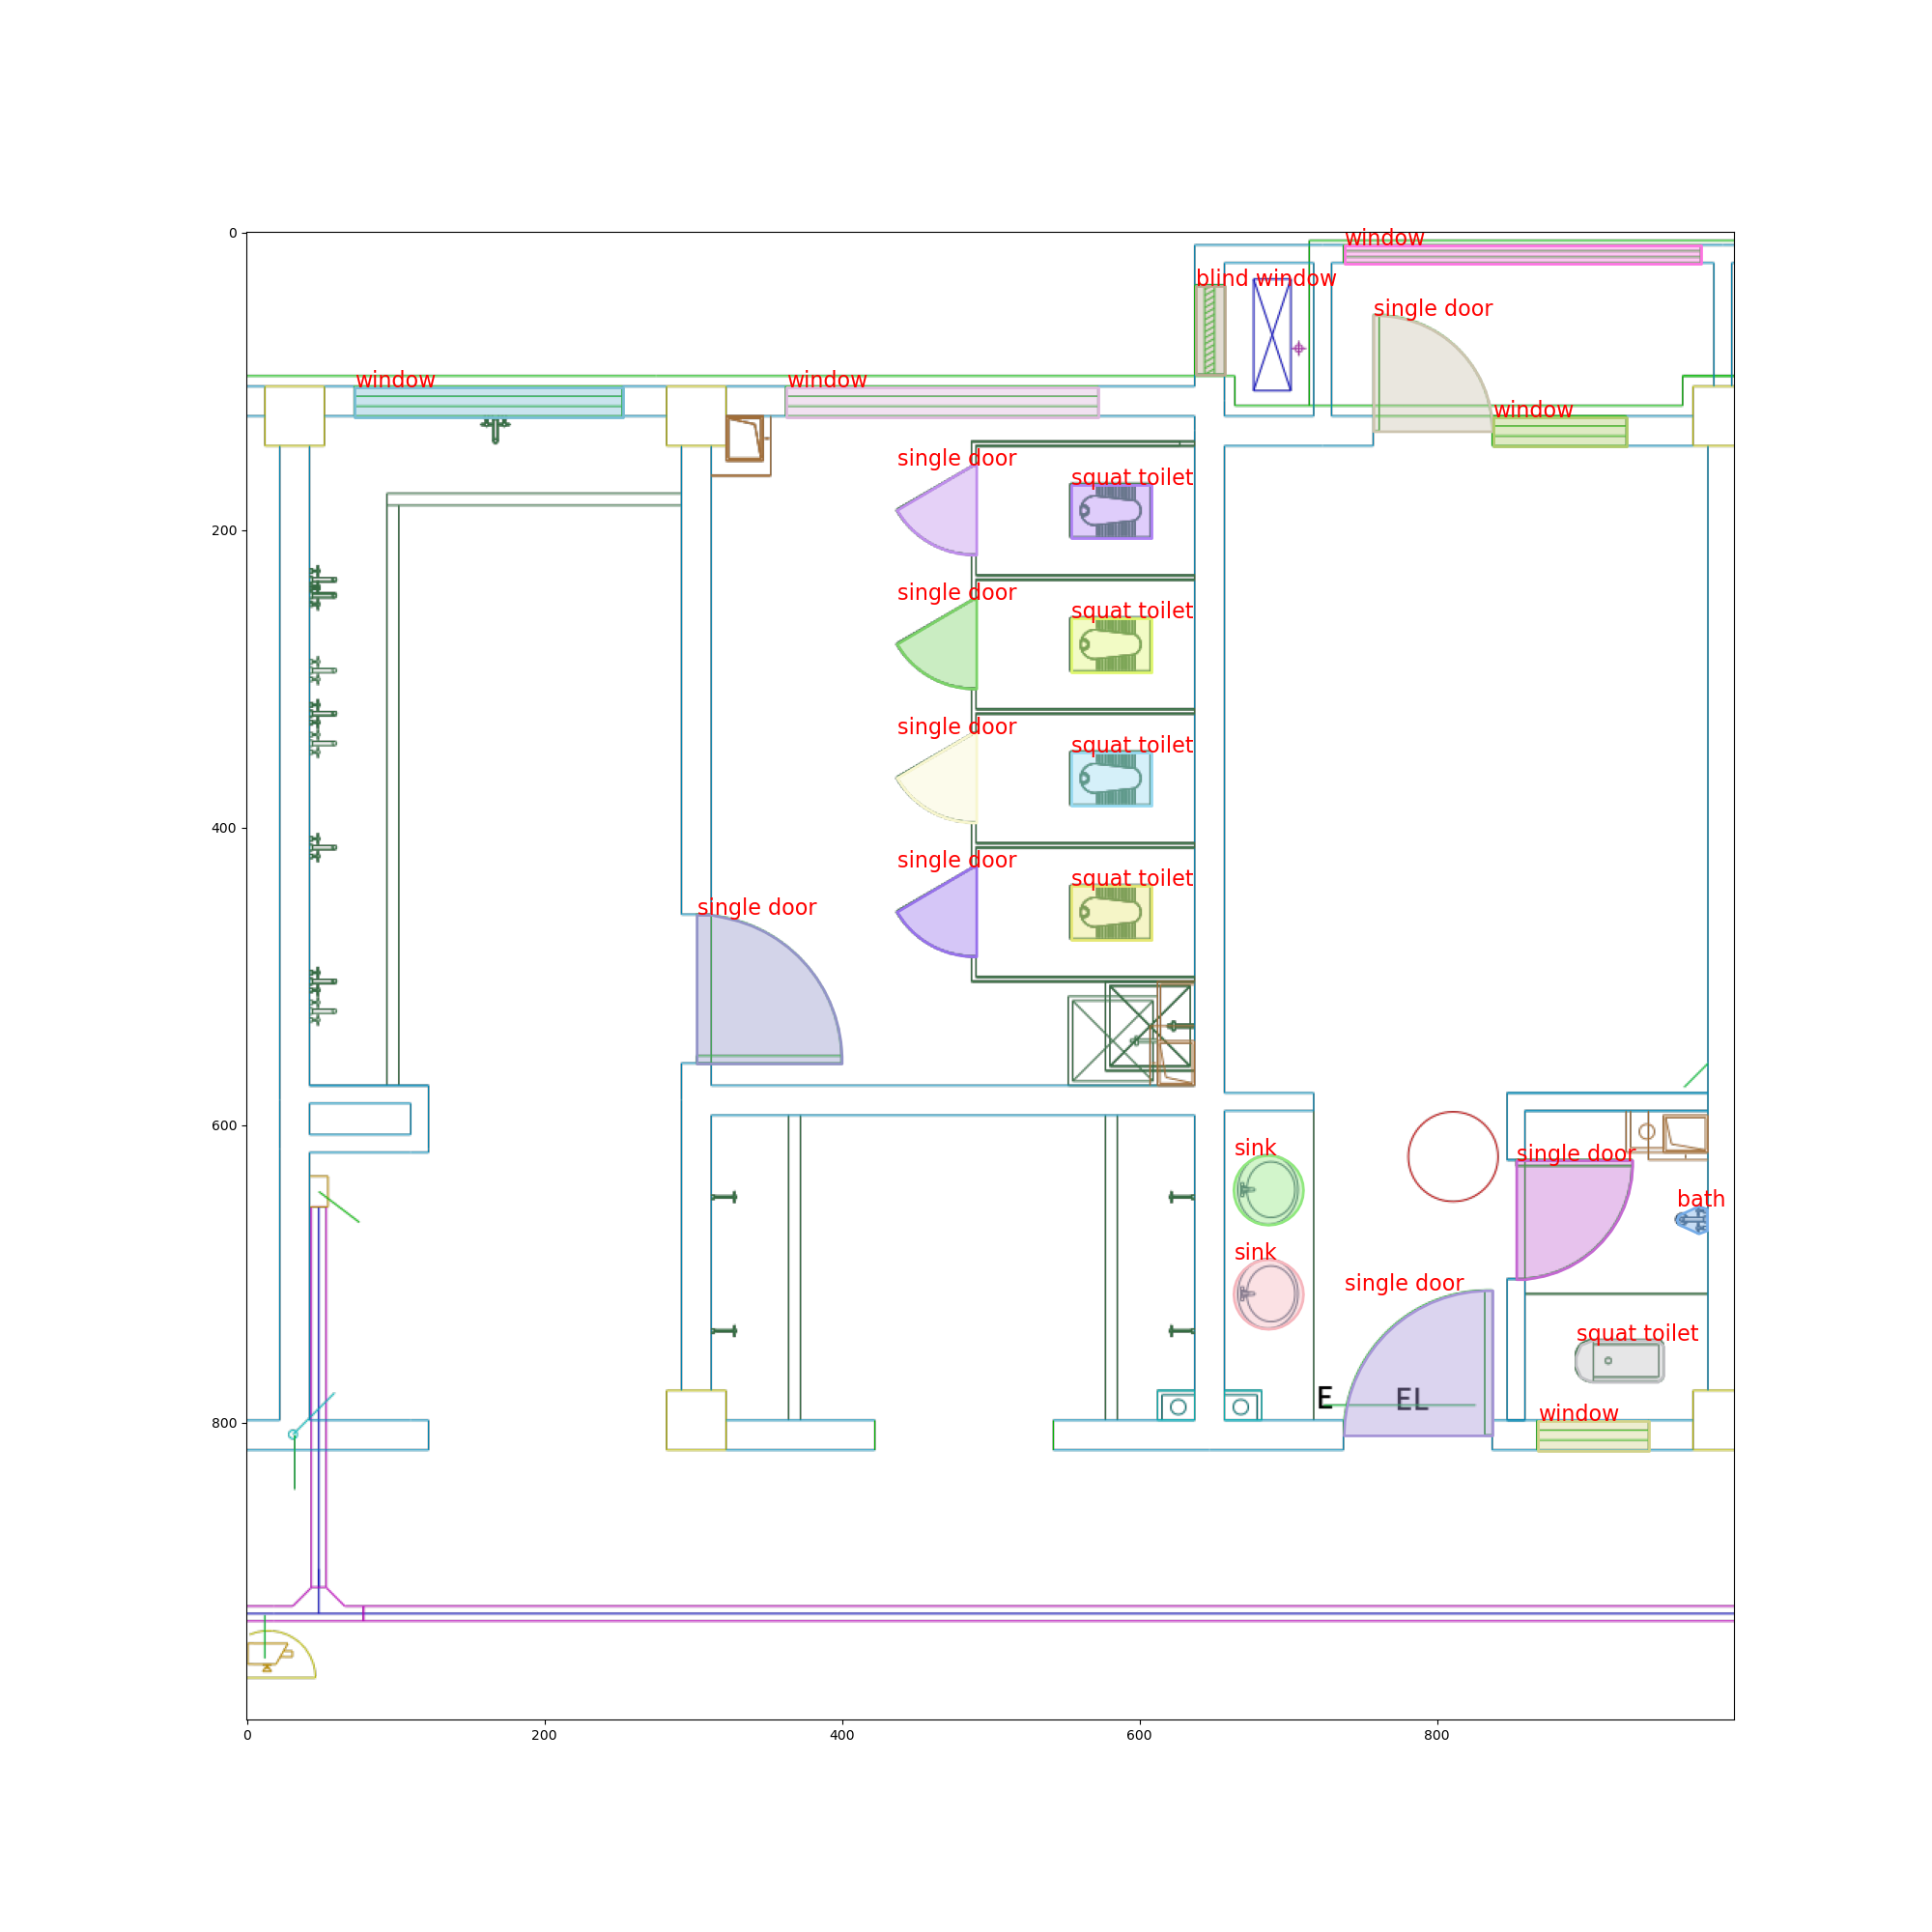 0
window
blind window
single door
window
window
window
single door
squat toilet
200
single door
squat toilet
single door
squat toilet
400
single door
squat toilet
single door
600
sink
single door
bath
sink
single door
squat toilet
E
EL
window
800
0
200
400
600
800